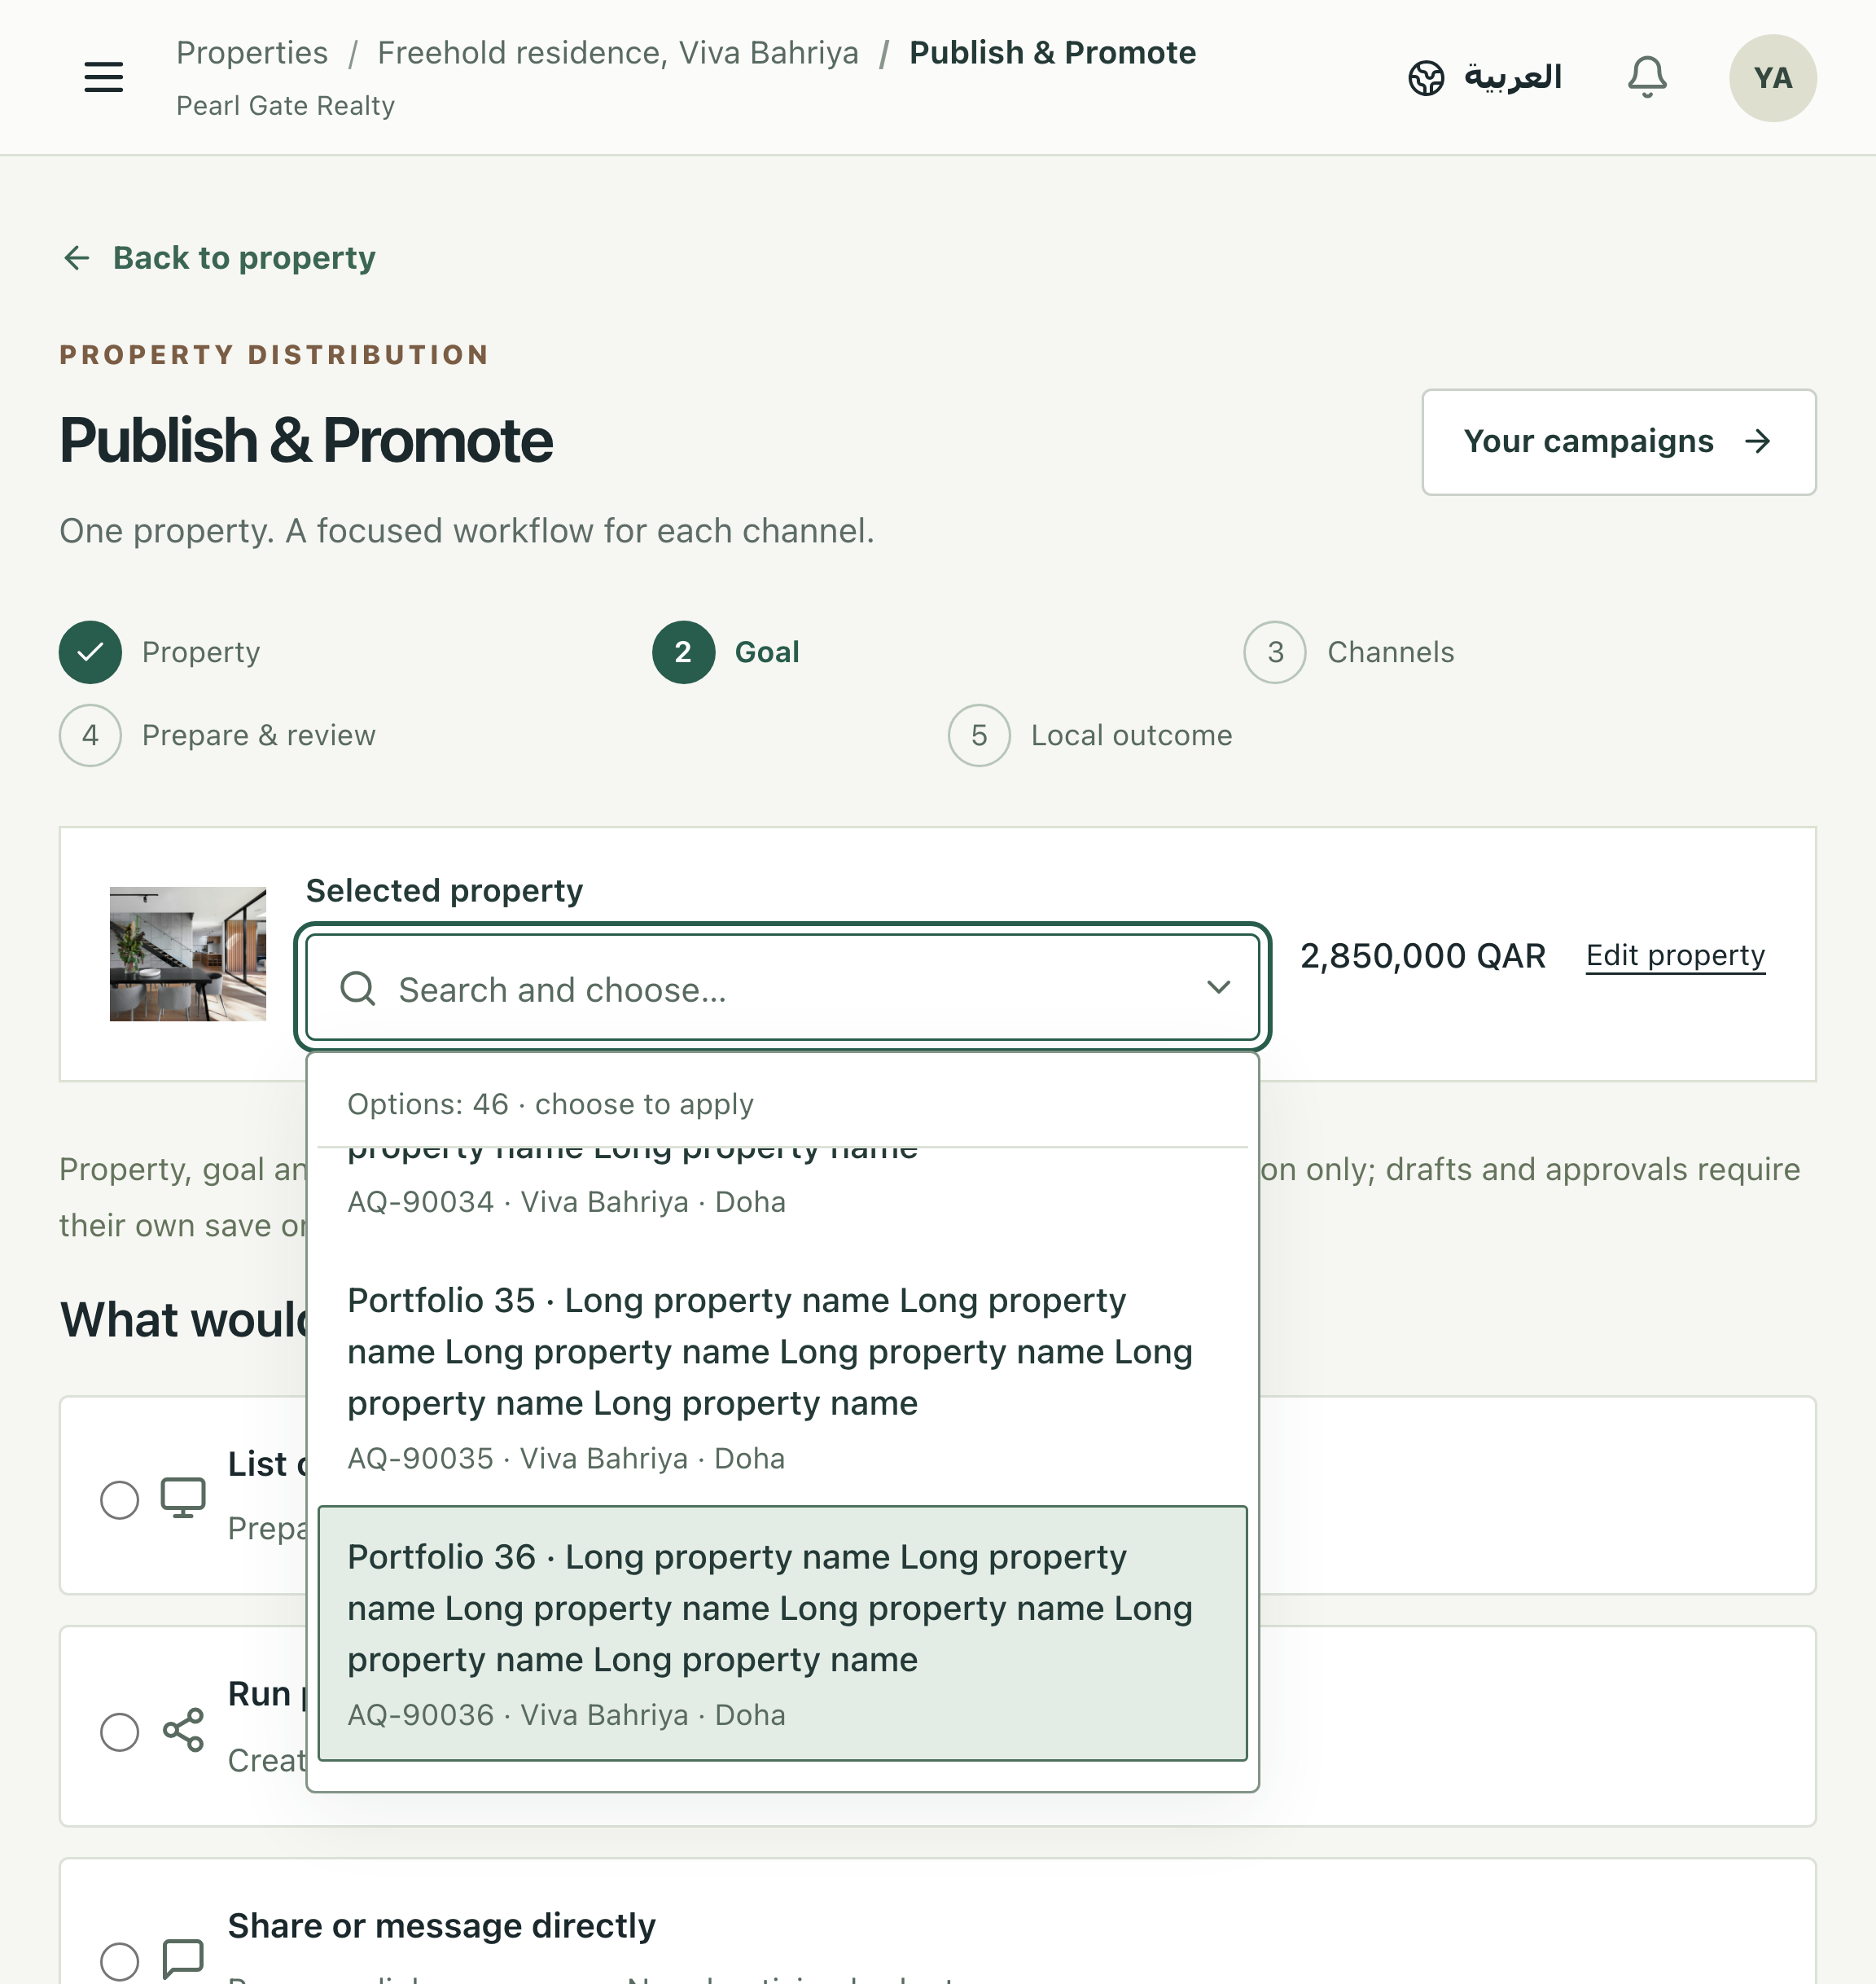 Properties / Freehold residence, Viva Bahriya / Publish & Promote
Pearl Gate Realty
العربية
YA
Back to property
PROPERTY DISTRIBUTION
Publish & Promote
Your campaigns
One property. A focused workflow for each channel.
Property
2 Goal
3 Channels
4 Prepare & review
5 Local outcome
Selected property
Search and choose...
2,850,000 QAR
Edit property
Options: 46 · choose to apply
property name Long property name
AQ-90034 · Viva Bahriya · Doha
Property, goal
on only; drafts and approvals require
their own save
Portfolio 35 · Long property name Long property
name Long property name Long property name Long
property name Long property name
AQ-90035 · Viva Bahriya · Doha
What
List
Portfolio 36 · Long property name Long property
name Long property name Long property name Long
property name Long property name
AQ-90036 · Viva Bahriya · Doha
Run
Share or message directly